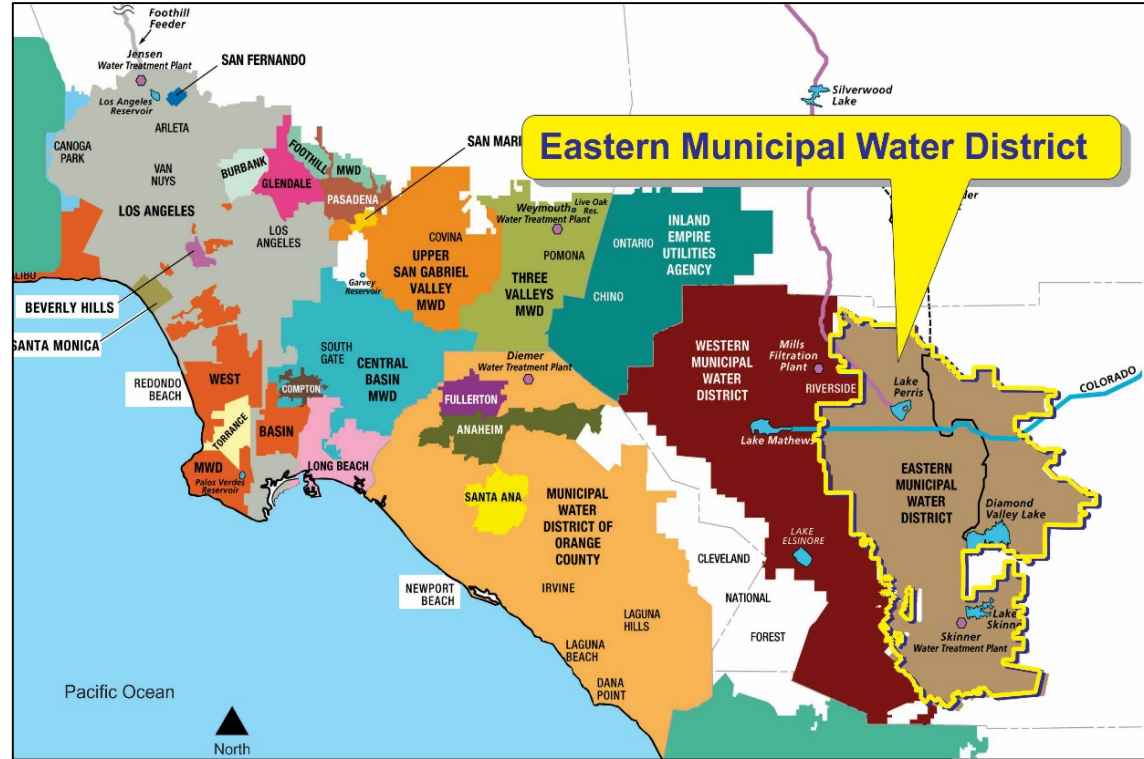 Foothill
Feeder
Jensen
Water Treatment Plant
SAN FERNANDO
Los Angeles
Reservoir
Silverwood
Lake
ARLETA
CANOGA
PARK
VAN
NUYS
BURBANK
FOOTHILL
MWD
SAN MARI
Eastern Municipal Water District
GLENDALE
PASADENA
LOS ANGELES
LOS
ANGELES
Weymouth
Water Treatment Plant
Live Oak
Res.
COVINA
POMONA
UPPER
SAN GABRIEL
VALLEY
MWD
THREE
VALLEYS
MWD
ONTARIO
CHINO
INLAND
EMPIRE
UTILITIES
AGENCY
Garvey
Reservoir
LIBU
BEVERLY HILLS
SANTA MONICA
SOUTH
GATE
CENTRAL
BASIN
MWD
Diemer
Water Treatment Plant
WESTERN
MUNICIPAL
WATER
DISTRICT
Mills
Filtration
Plant
RIVERSIDE
Lake
Perris
COLORADO
REDONDO
BEACH
WEST
BASIN
MWD
COMPTON
TORRANCE
FULLERTON
ANAHEIM
Lake Mathews
LONG BEACH
Palos Verdes
Reservoir
EASTERN
MUNICIPAL
WATER
DISTRICT
Diamond
Valley Lake
SANTA ANA
MUNICIPAL
WATER
DISTRICT OF
ORANGE
COUNTY
LAKE
ELSINORE
CLEVELAND
NATIONAL
FOREST
NEWPORT
BEACH
IRVINE
LAGUNA
HILLS
LAGUNA
BEACH
DANA
POINT
Lake
Skinne
Skinner
Water Treatment Plant
Pacific Ocean
North